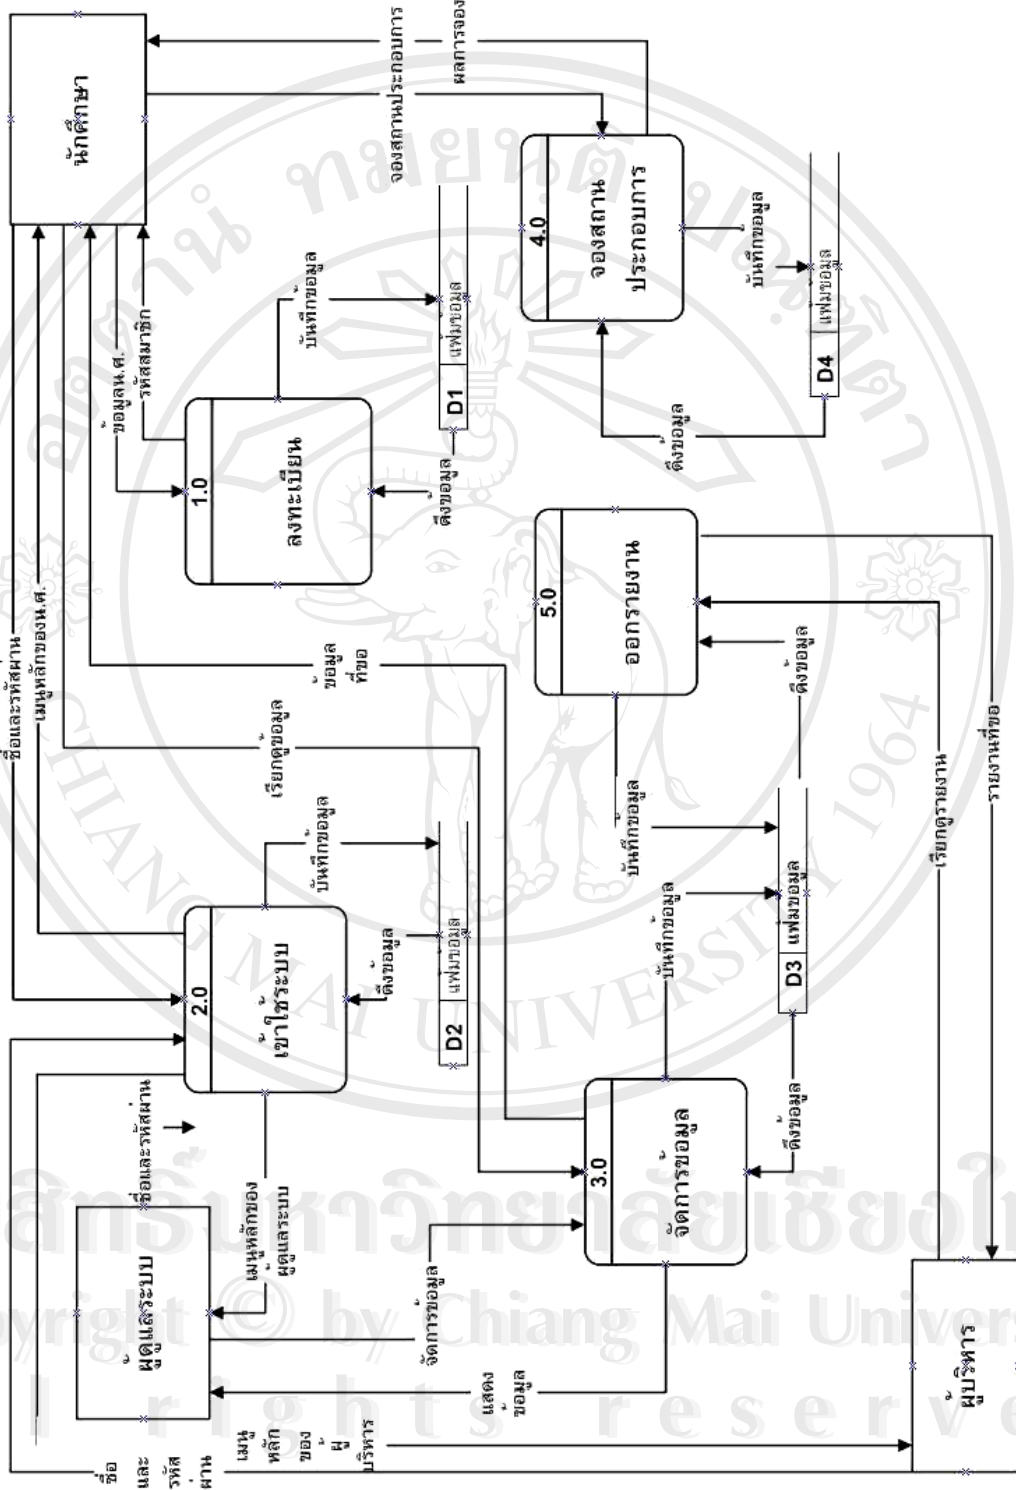 นักศึกษา
ชื่อและรหัสผ่าน
เมนูหลักของน.ศ.
ข้อมูลน.ศ.
รหัสสมาชิก
จองสถานประกอบการ
ผลการจอง
1.0
ลงทะเบียน
บันทึกข้อมูล
ดึงข้อมูล
D1 แฟ้มข้อมูล
4.0
จองสถาน
ประกอบการ
บันทึกข้อมูล
ดึงข้อมูล
D4 แฟ้มข้อมูล
ข้อมูล
ที่ขอ
เรียกดูข้อมูล
2.0
เข้าใช้ระบบ
บันทึกข้อมูล
ดึงข้อมูล
D2 แฟ้มข้อมูล
5.0
ออกรายงาน
บันทึกข้อมูล
ดึงข้อมูล
เรียกดูรายงาน
รายงานที่ขอ
ชื่อและรหัสผ่าน
เมนูหลักของ
ผู้ดูแลระบบ
ผู้ดูแลระบบ
3.0
จัดการข้อมูล
บันทึกข้อมูล
ดึงข้อมูล
D3 แฟ้มข้อมูล
จัดการข้อมูล
แสดง
ข้อมูล
ชื่อ
และ
รหัส
ผ่าน
เมนู
หลัก
ของ
ผู้
บริหาร
ผู้บริหาร
CHIANG MAI UNIVERSITY 1964
© by Chiang Mai
rights